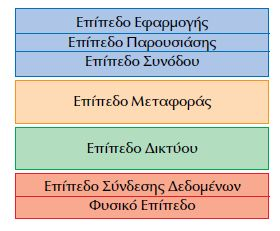 Επίπεδο Εφαρμογής
Επίπεδο Παρουσίασης
Επίπεδο Συνόδου
Επίπεδο Μεταφοράς
Επίπεδο Δικτύου
Επίπεδο Σύνδεσης Δεδομένων
Φυσικό Επίπεδο